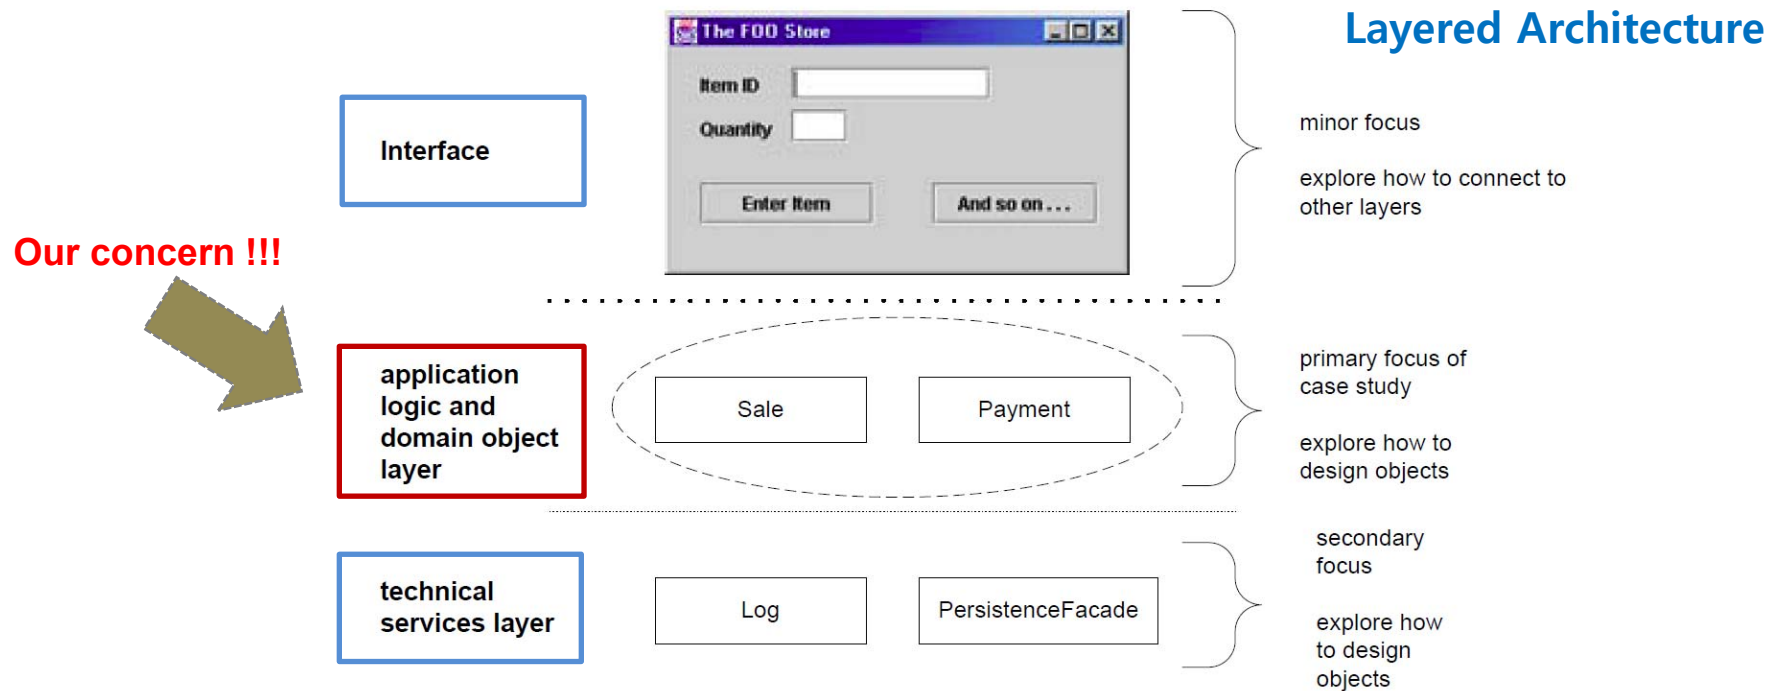 Layered Architecture
The FOO Store
Item ID
Quantity
Enter Item
And so on . . .
Interface
minor focus
explore how to connect to
other layers
Our concern !!!
application
logic and
domain object
layer
Sale
Payment
primary focus of
case study
explore how to
design objects
technical
services layer
Log
PersistenceFacade
secondary
focus
explore how
to design
objects